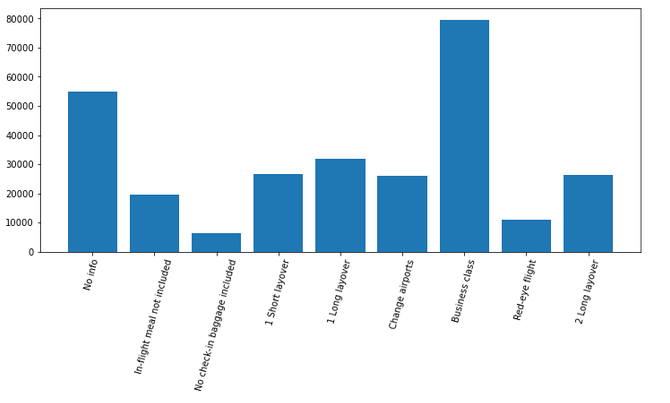 80000
70000
60000
50000
40000
30000
20000
10000
0
No info
In-flight meal not included
No check-in baggage included
1 Short layover
1 Long layover
Change airports
Business class
Red-eye flight
2 Long layover